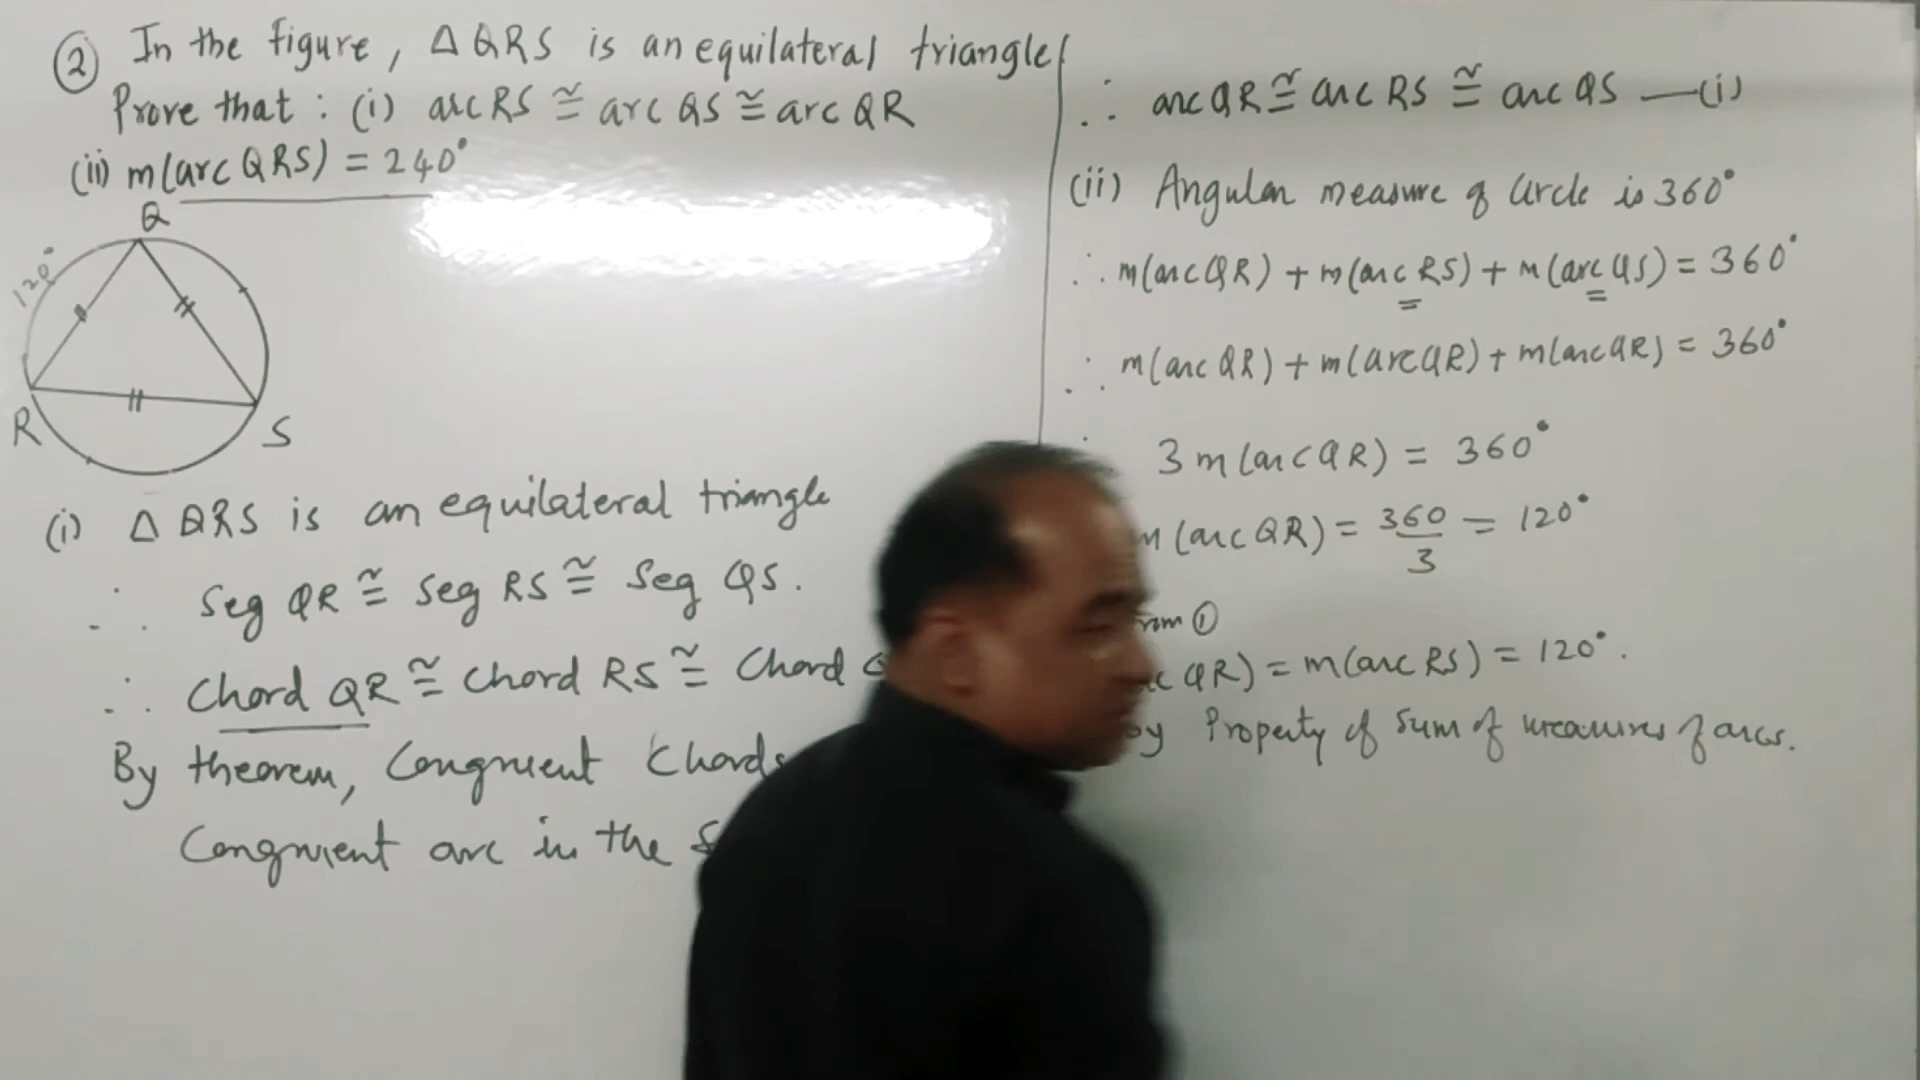 ② In the figure, △QRS is an equilateral triangle
Prove that : (i) arc RS ≅ arc QS ≅ arc QR
(ii) m(arc QRS) = 240°
Q
120°
R
S
(i) △QRS is an equilateral triangle
∴ Seg QR ≅ Seg RS ≅ Seg QS.
∴ Chord QR ≅ Chord RS ≅ Chord
By theorem, Congruent Chords
Congruent arc in the
∴ arc QR ≅ arc RS ≅ arc QS —(i)
(ii) Angular measure of Circle is 360°
∴ m(arc QR) + m(arc RS) + m(arc QS) = 360°
∴ m(arc QR) + m(arc QR) + m(arc QR) = 360°
3 m(arc QR) = 360°
m(arc QR) = 360/3 = 120°
from ①
QR) = m(arc RS) = 120°.
by Property of Sum of measures of arcs.